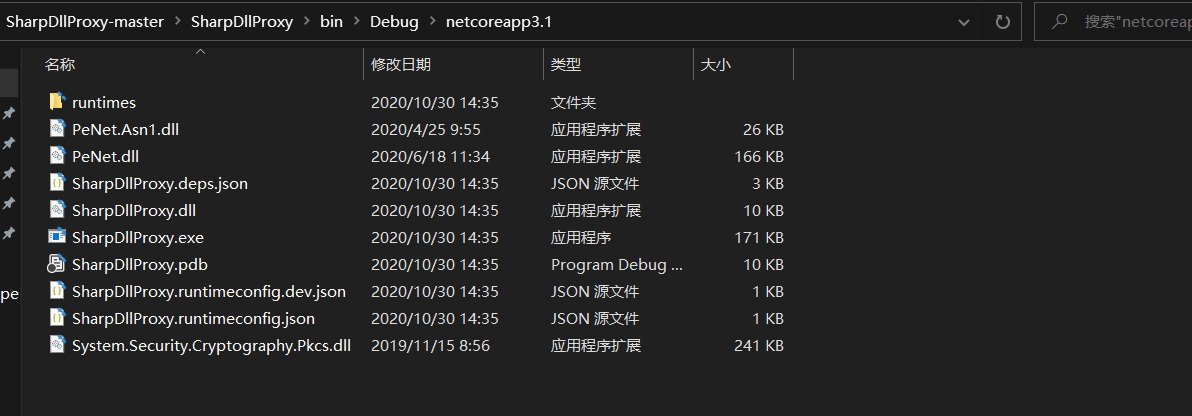 SharpDllProxy-master > SharpDllProxy > bin > Debug > netcoreapp3.1 搜索"netcoreap
名称 修改日期 类型 大小
runtimes 2020/10/30 14:35 文件夹
PeNet.Asn1.dll 2020/4/25 9:55 应用程序扩展 26 KB
PeNet.dll 2020/6/18 11:34 应用程序扩展 166 KB
SharpDllProxy.deps.json 2020/10/30 14:35 JSON 源文件 3 KB
SharpDllProxy.dll 2020/10/30 14:35 应用程序扩展 10 KB
SharpDllProxy.exe 2020/10/30 14:35 应用程序 171 KB
SharpDllProxy.pdb 2020/10/30 14:35 Program Debug ... 10 KB
pe SharpDllProxy.runtimeconfig.dev.json 2020/10/30 14:35 JSON 源文件 1 KB
SharpDllProxy.runtimeconfig.json 2020/10/30 14:35 JSON 源文件 1 KB
System.Security.Cryptography.Pkcs.dll 2019/11/15 8:56 应用程序扩展 241 KB